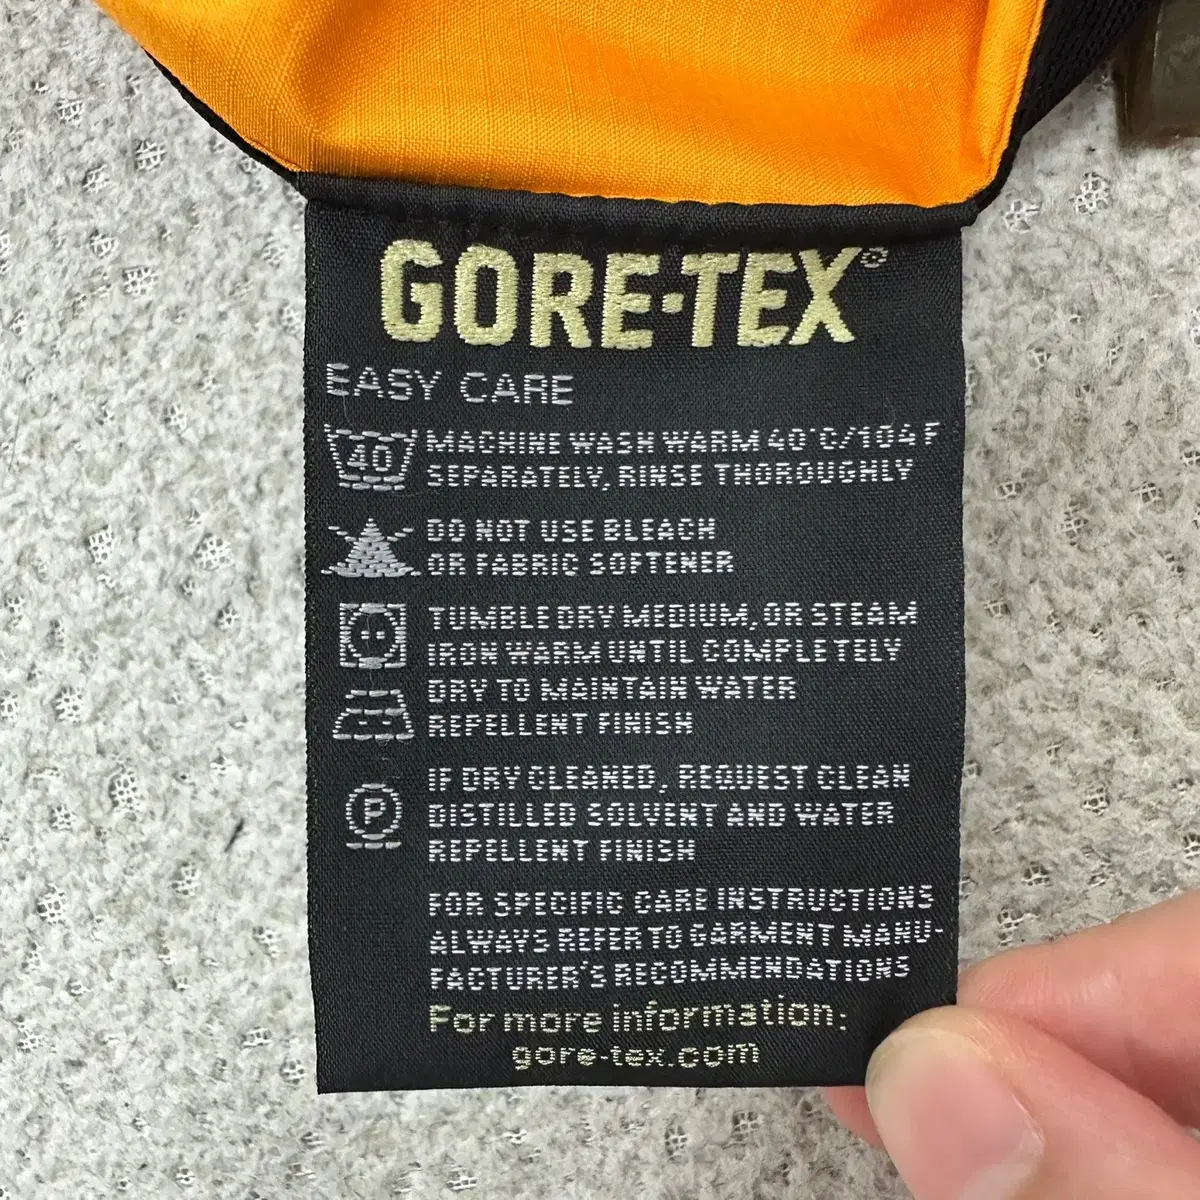 GORE-TEX®
EASY CARE
40
MACHINE WASH WARM 40°C/104 F
SEPARATELY, RINSE THOROUGHLY
DO NOT USE BLEACH
OR FABRIC SOFTENER
TUMBLE DRY MEDIUM, OR STEAM
IRON WARM UNTIL COMPLETELY
DRY TO MAINTAIN WATER
REPELLENT FINISH
P
IF DRY CLEANED, REQUEST CLEAN
DISTILLED SOLVENT AND WATER
REPELLENT FINISH
FOR SPECIFIC CARE INSTRUCTIONS
ALWAYS REFER TO GARMENT MANU-
FACTURER'S RECOMMENDATIONS
For more information:
gore-tex.com